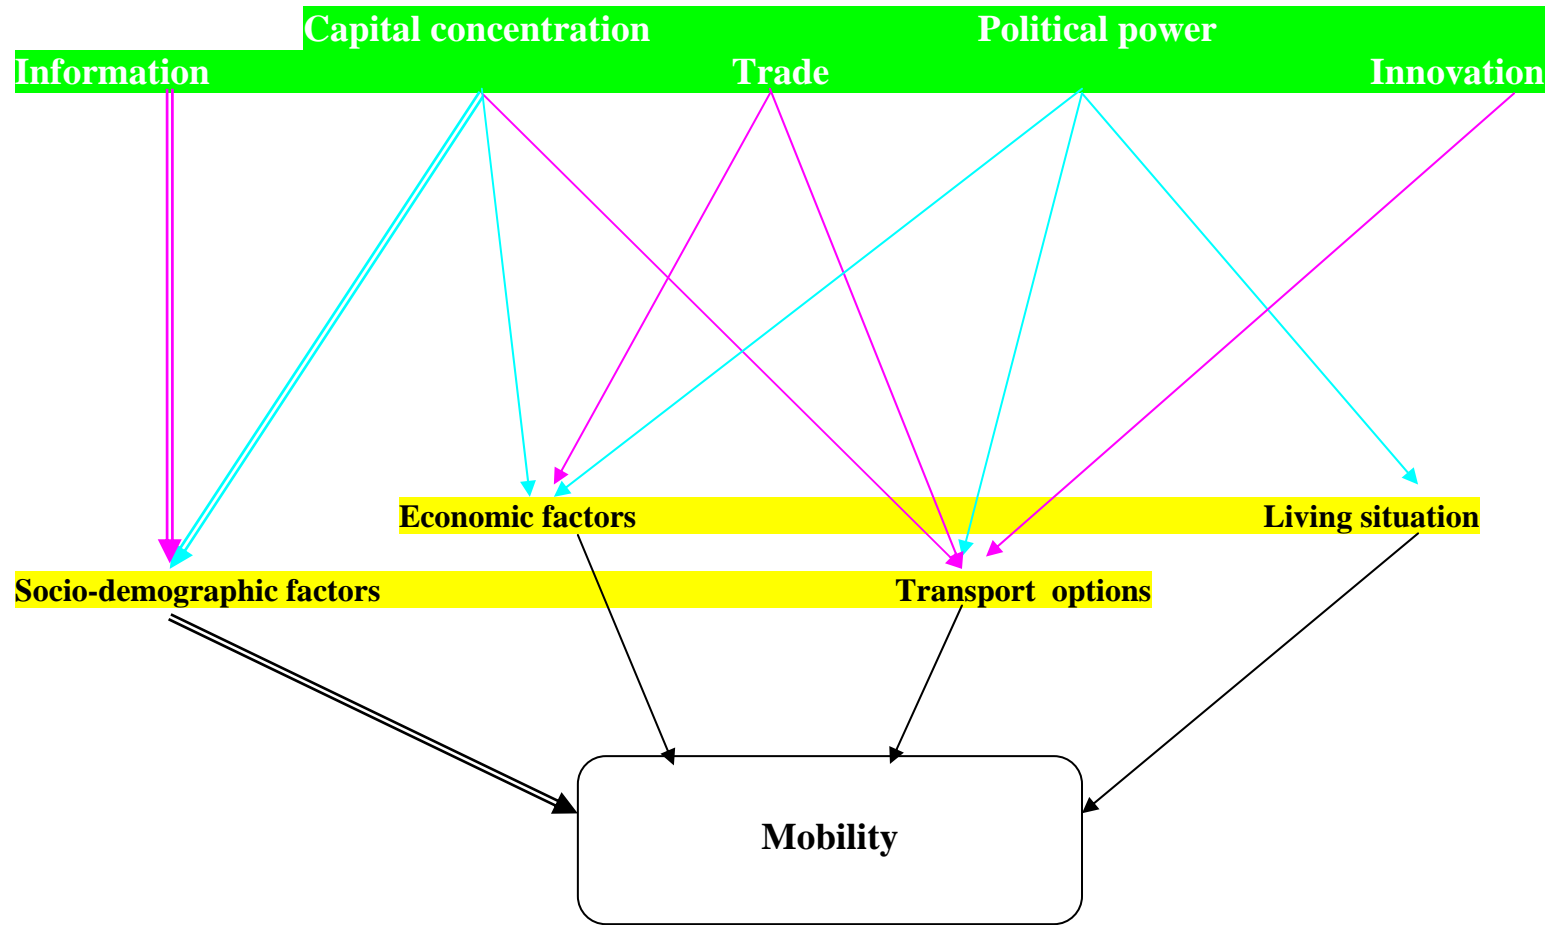 Capital concentration Political power
Information Trade Innovation
Economic factors Living situation
Socio-demographic factors Transport options
Mobility